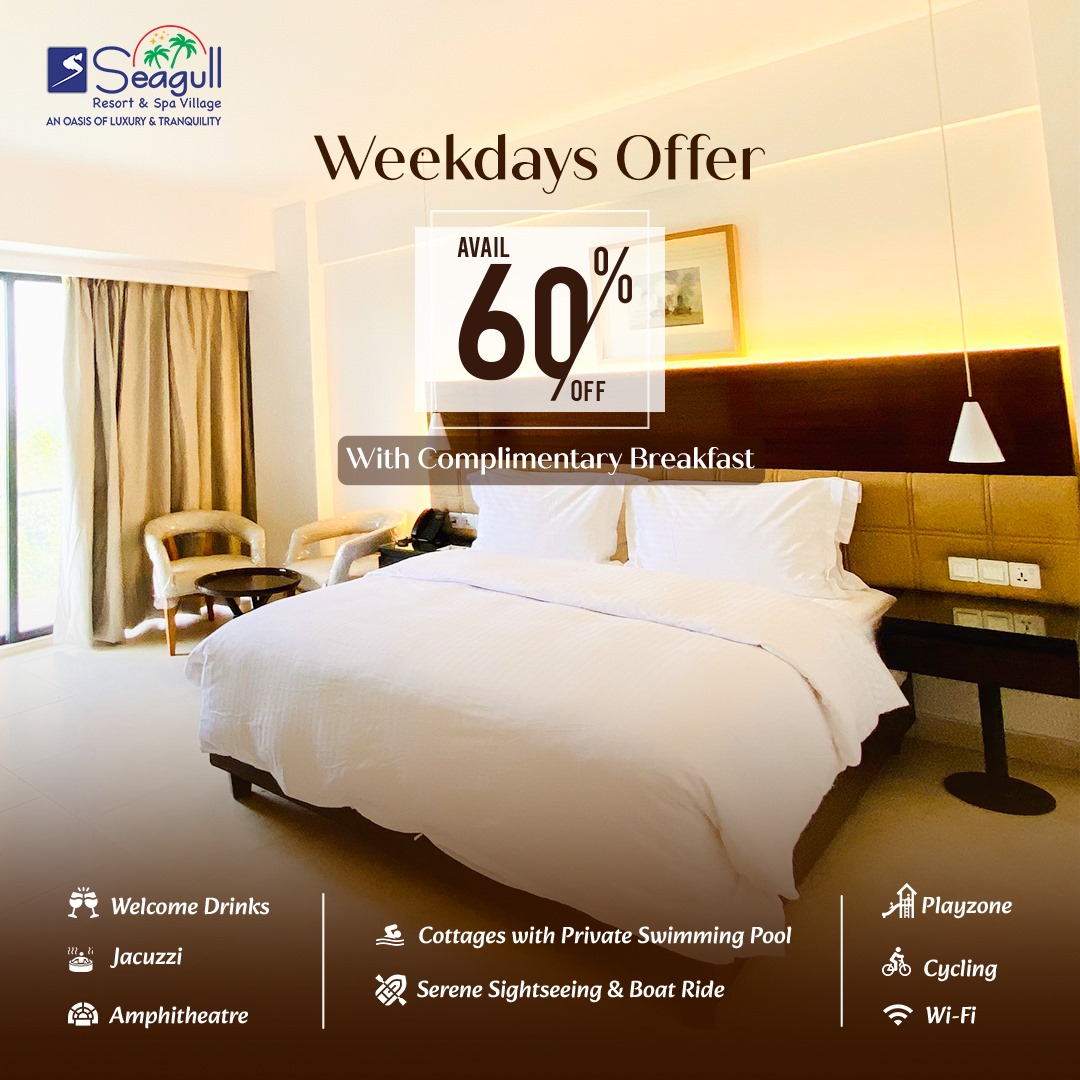 Seagull
Resort & Spa Village
AN OASIS OF LUXURY & TRANQUILITY
Weekdays Offer
AVAIL
60%
OFF
With Complimentary Breakfast
Welcome Drinks
Jacuzzi
Amphitheatre
Cottages with Private Swimming Pool
Serene Sightseeing & Boat Ride
Playzone
Cycling
Wi-Fi